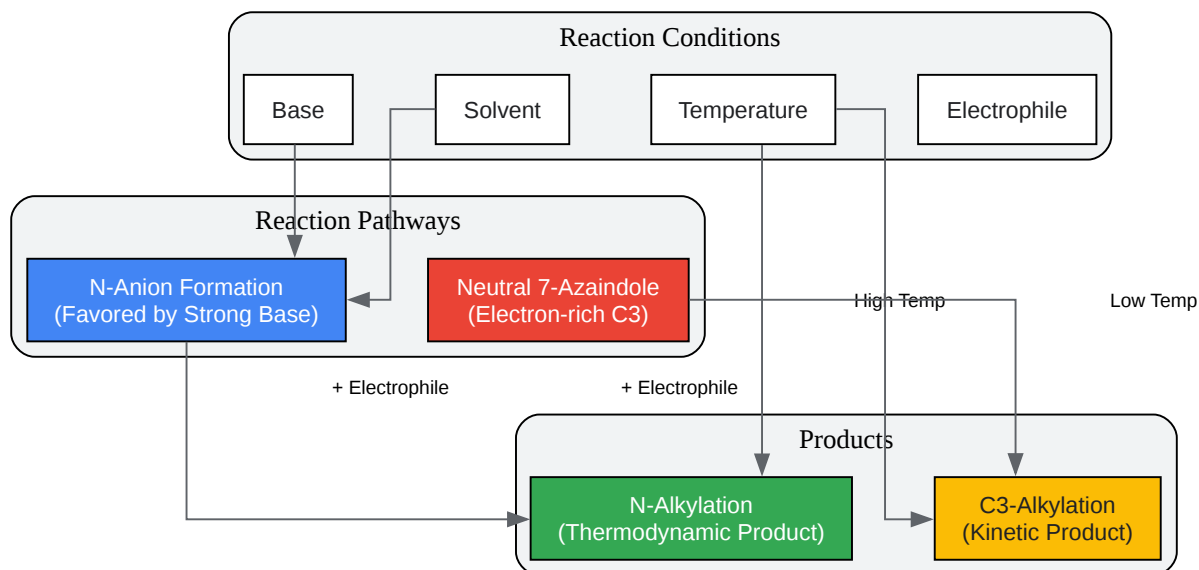 Reaction Conditions
Base
Solvent
Temperature
Electrophile
Reaction Pathways
N-Anion Formation
(Favored by Strong Base)
Neutral 7-Azaindole
(Electron-rich C3)
High Temp
Low Temp
+ Electrophile
+ Electrophile
Products
N-Alkylation
(Thermodynamic Product)
C3-Alkylation
(Kinetic Product)